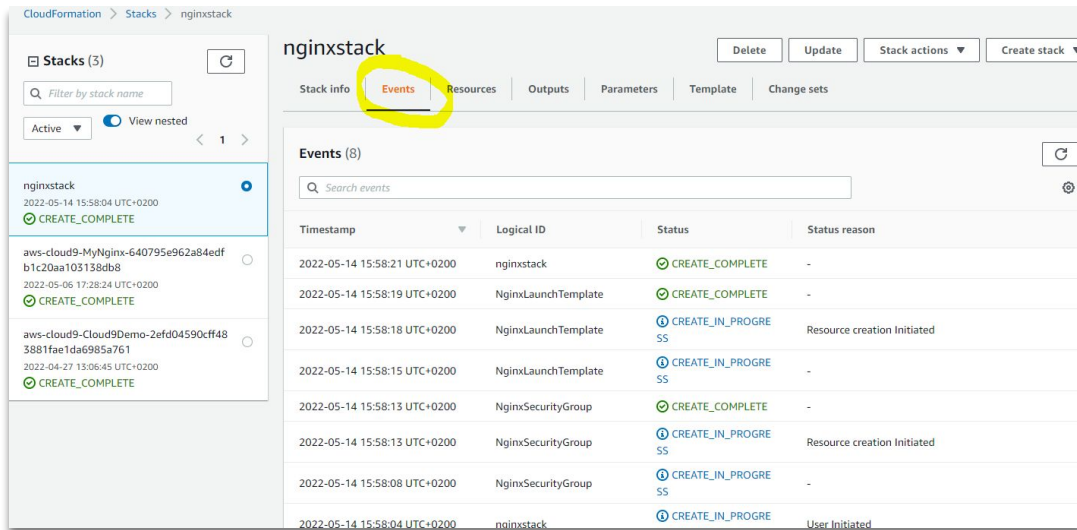 CloudFormation > Stacks > nginxstack
Stacks (3)
Filter by stack name
Active
View nested
< 1 >
nginxstack
2022-05-14 15:58:04 UTC+0200
CREATE_COMPLETE
aws-cloud9-MyNginx-640795e962a84edf
b1c20aa103138db8
2022-05-06 17:28:24 UTC+0200
CREATE_COMPLETE
aws-cloud9-Cloud9Demo-2efd04590cff48
3881fae1da6985a761
2022-04-27 13:06:45 UTC+0200
CREATE_COMPLETE
nginxstack
Delete Update Stack actions Create stack
Stack info Events Resources Outputs Parameters Template Change sets
Events (8)
Search events
Timestamp Logical ID Status Status reason
2022-05-14 15:58:21 UTC+0200 nginxstack CREATE_COMPLETE -
2022-05-14 15:58:19 UTC+0200 NginxLaunchTemplate CREATE_COMPLETE -
2022-05-14 15:58:18 UTC+0200 NginxLaunchTemplate CREATE_IN_PROGRE Resource creation Initiated
SS
2022-05-14 15:58:15 UTC+0200 NginxLaunchTemplate CREATE_IN_PROGRE -
SS
2022-05-14 15:58:13 UTC+0200 NginxSecurityGroup CREATE_COMPLETE -
2022-05-14 15:58:13 UTC+0200 NginxSecurityGroup CREATE_IN_PROGRE Resource creation Initiated
SS
2022-05-14 15:58:08 UTC+0200 NginxSecurityGroup CREATE_IN_PROGRE -
SS
2022-05-14 15:58:04 UTC+0200 nginxstack CREATE_IN_PROGRE User Initiated